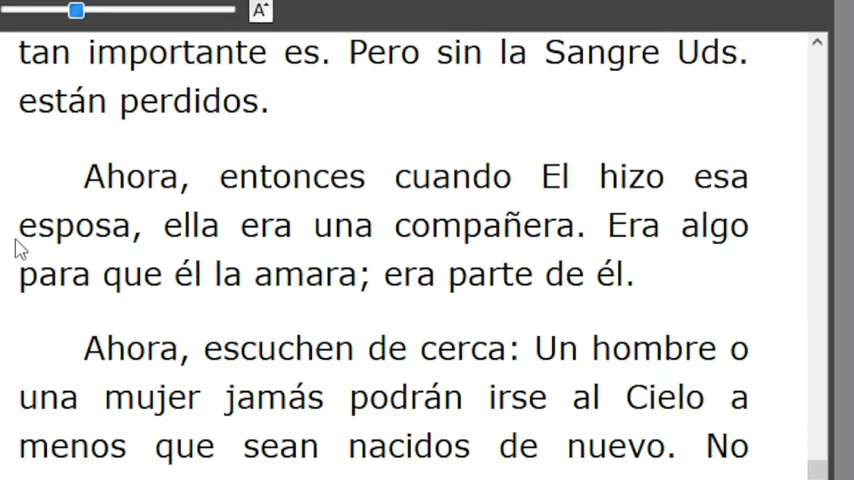 A
tan importante es. Pero sin la Sangre Uds.
están perdidos.
Ahora, entonces cuando El hizo esa
esposa, ella era una compañera. Era algo
para que él la amara; era parte de él.
Ahora, escuchen de cerca: Un hombre o
una mujer jamás podrán irse al Cielo a
menos que sean nacidos de nuevo. No